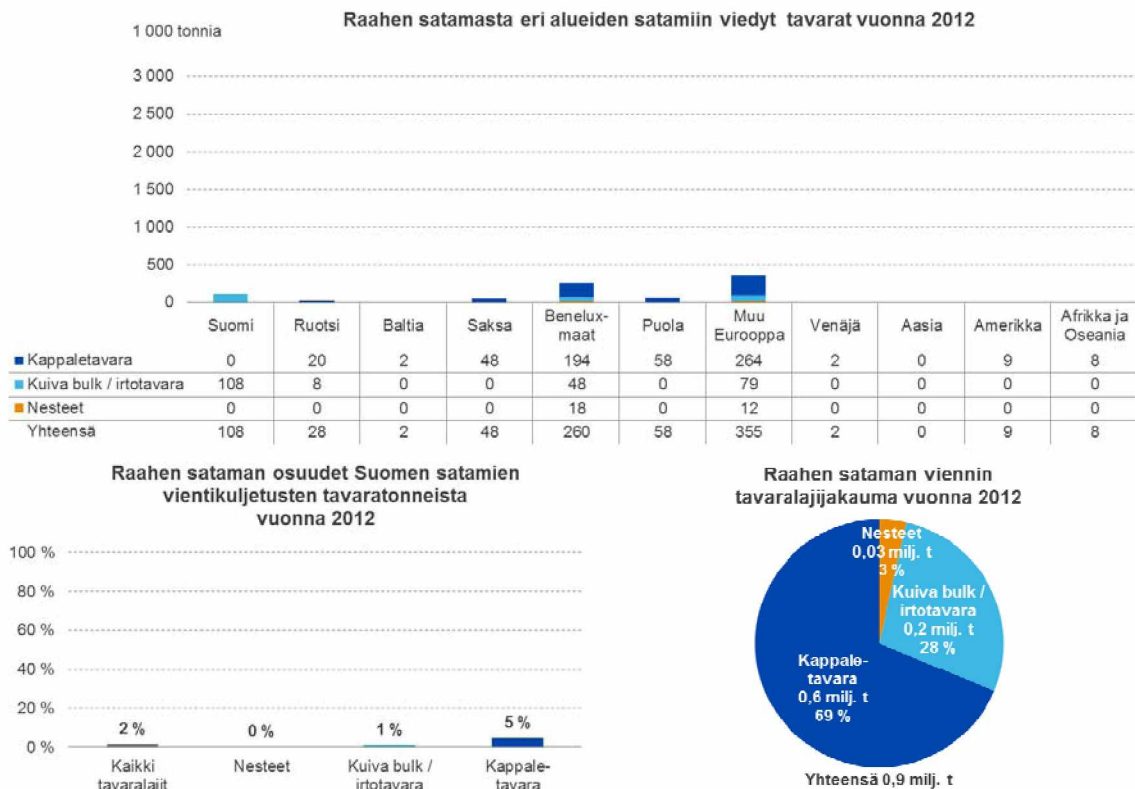 Raahen satamasta eri alueiden satamiin viedyt tavarat vuonna 2012
1 000 tonnia
3 000
2 500
2 000
1 500
1 000
500
0
Suomi Ruotsi Baltia Saksa Benelux-maat Puola Muu Eurooppa Venäjä Aasia Amerikka Afrikka ja Oseania
Kappaletavara 0 20 2 48 194 58 264 2 0 9 8
Kuiva bulk / irtotavara 108 8 0 0 48 0 79 0 0 0 0
Nesteet 0 0 0 0 18 0 12 0 0 0 0
Yhteensä 108 28 2 48 260 58 355 2 0 9 8
Raahen sataman osuudet Suomen satamien
vientikuljetusten tavaratonneista
vuonna 2012
100 %
80 %
60 %
40 %
20 %
0 %
2 % 0 % 1 % 5 %
Kaikki tavaralajit Nesteet Kuiva bulk / irtotavara Kappale-tavara
Raahen sataman viennin
tavaralajijakauma vuonna 2012
Nesteet
0,03 milj. t
3 %
Kuiva bulk /
irtotavara
0,2 milj. t
28 %
Kappale-
tavara
0,6 milj. t
69 %
Yhteensä 0,9 milj. t